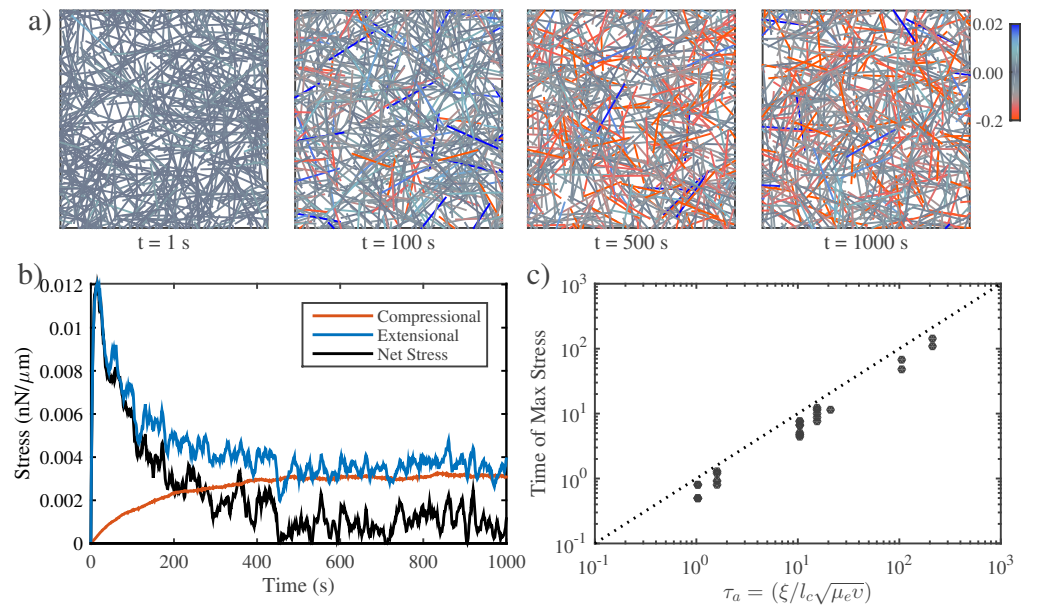 a)
0.02
0.00
-0.2
t = 1 s
t = 100 s
t = 500 s
t = 1000 s
b)
0.012
0.01
0.008
0.006
0.004
0.002
0
Stress (nN/μm)
Compressional
Extensional
Net Stress
0 200 400 600 800 1000
Time (s)
c)
10^3
10^2
10^1
10^0
10^-1
Time of Max Stress
10^-1 10^0 10^1 10^2 10^3
τ_a = (ξ/l_c√μ_eυ)